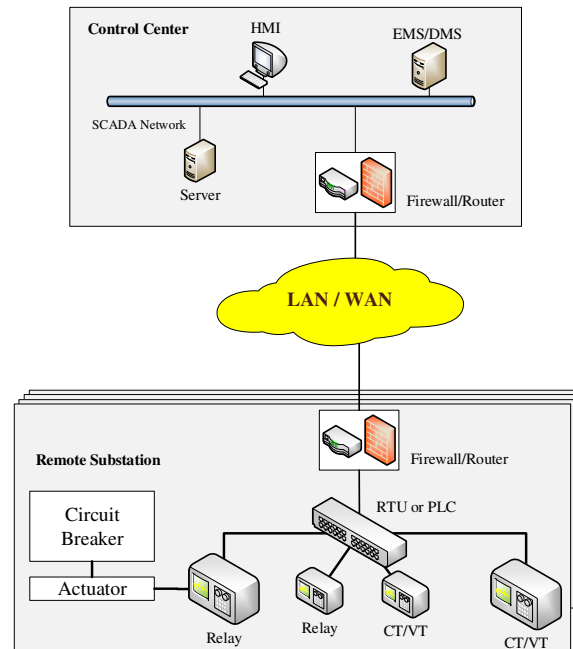 Control Center
HMI
EMS/DMS
SCADA Network
Server
Firewall/Router
LAN / WAN
Firewall/Router
Remote Substation
RTU or PLC
Circuit
Breaker
Actuator
Relay
Relay
CT/VT
CT/VT